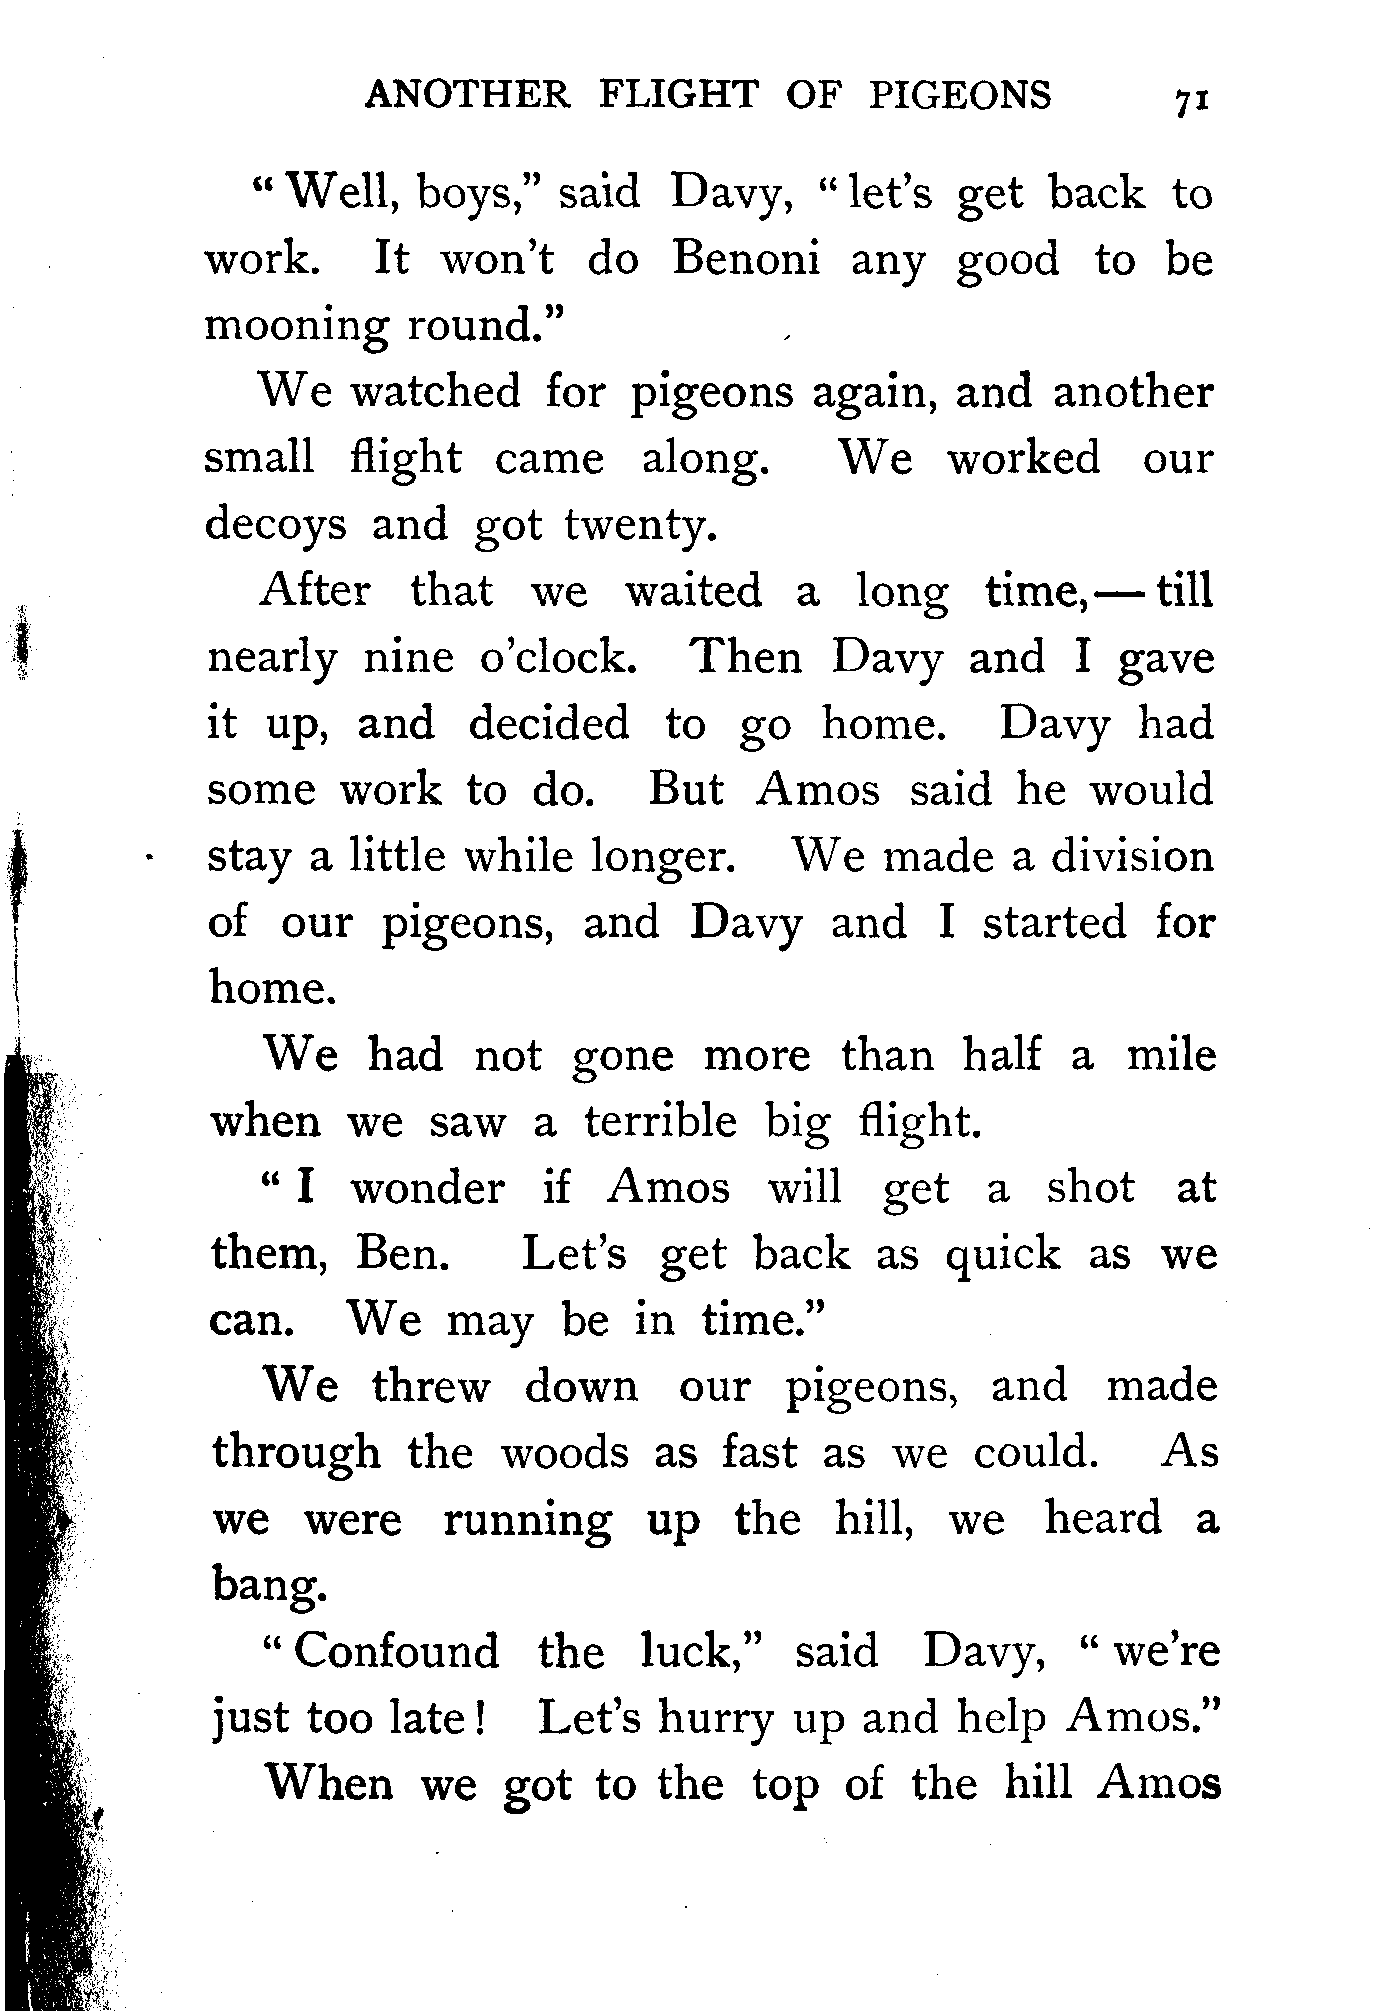 ANOTHER FLIGHT OF PIGEONS 71
“Well, boys,” said Davy, “let's get back to
work. It won't do Benoni any good to be
mooning round.”
We watched for pigeons again, and another
small flight came along. We worked our
decoys and got twenty.
After that we waited a long time,—till
nearly nine o'clock. Then Davy and I gave
it up, and decided to go home. Davy had
some work to do. But Amos said he would
stay a little while longer. We made a division
of our pigeons, and Davy and I started for
home.
We had not gone more than half a mile
when we saw a terrible big flight.
“I wonder if Amos will get a shot at
them, Ben. Let's get back as quick as we
can. We may be in time.”
We threw down our pigeons, and made
through the woods as fast as we could. As
we were running up the hill, we heard a
bang.
“Confound the luck,” said Davy, “we're
just too late! Let's hurry up and help Amos.”
When we got to the top of the hill Amos